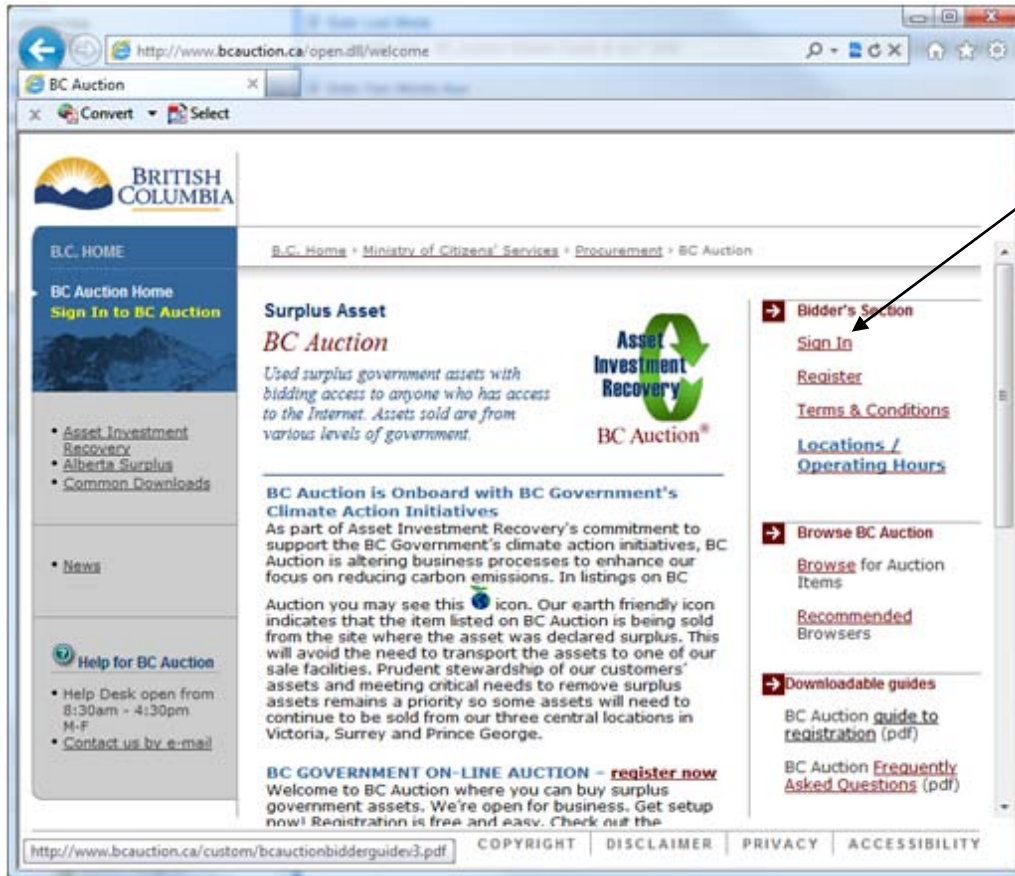 http://www.bcauction.ca/open.dll/welcome
BC Auction
Convert
Select
BRITISH
COLUMBIA
B.C. HOME
BC Auction Home
Sign In to BC Auction
• Asset Investment
Recovery
• Alberta Surplus
• Common Downloads
• News
Help for BC Auction
• Help Desk open from
8:30am - 4:30pm
M-F
• Contact us by e-mail
B.C. Home • Ministry of Citizens' Services • Procurement • BC Auction
Surplus Asset
BC Auction
Used surplus government assets with
bidding access to anyone who has access
to the Internet. Assets sold are from
various levels of government.
Asset
Investment
Recovery
BC Auction®
BC Auction is Onboard with BC Government's
Climate Action Initiatives
As part of Asset Investment Recovery's commitment to
support the BC Government's climate action initiatives, BC
Auction is altering business processes to enhance our
focus on reducing carbon emissions. In listings on BC
Auction you may see this icon. Our earth friendly icon
indicates that the item listed on BC Auction is being sold
from the site where the asset was declared surplus. This
will avoid the need to transport the assets to one of our
sale facilities. Prudent stewardship of our customers'
assets and meeting critical needs to remove surplus
assets remains a priority so some assets will need to
continue to be sold from our three central locations in
Victoria, Surrey and Prince George.
BC GOVERNMENT ON-LINE AUCTION – register now
Welcome to BC Auction where you can buy surplus
government assets. We're open for business. Get setup
now! Registration is free and easy. Check out the
Bidder's Section
Sign In
Register
Terms & Conditions
Locations /
Operating Hours
Browse BC Auction
Browse for Auction
Items
Recommended
Browsers
Downloadable guides
BC Auction guide to
registration (pdf)
BC Auction Frequently
Asked Questions (pdf)
http://www.bcauction.ca/custom/bcauctionbidderguidev3.pdf
COPYRIGHT | DISCLAIMER | PRIVACY | ACCESSIBILITY